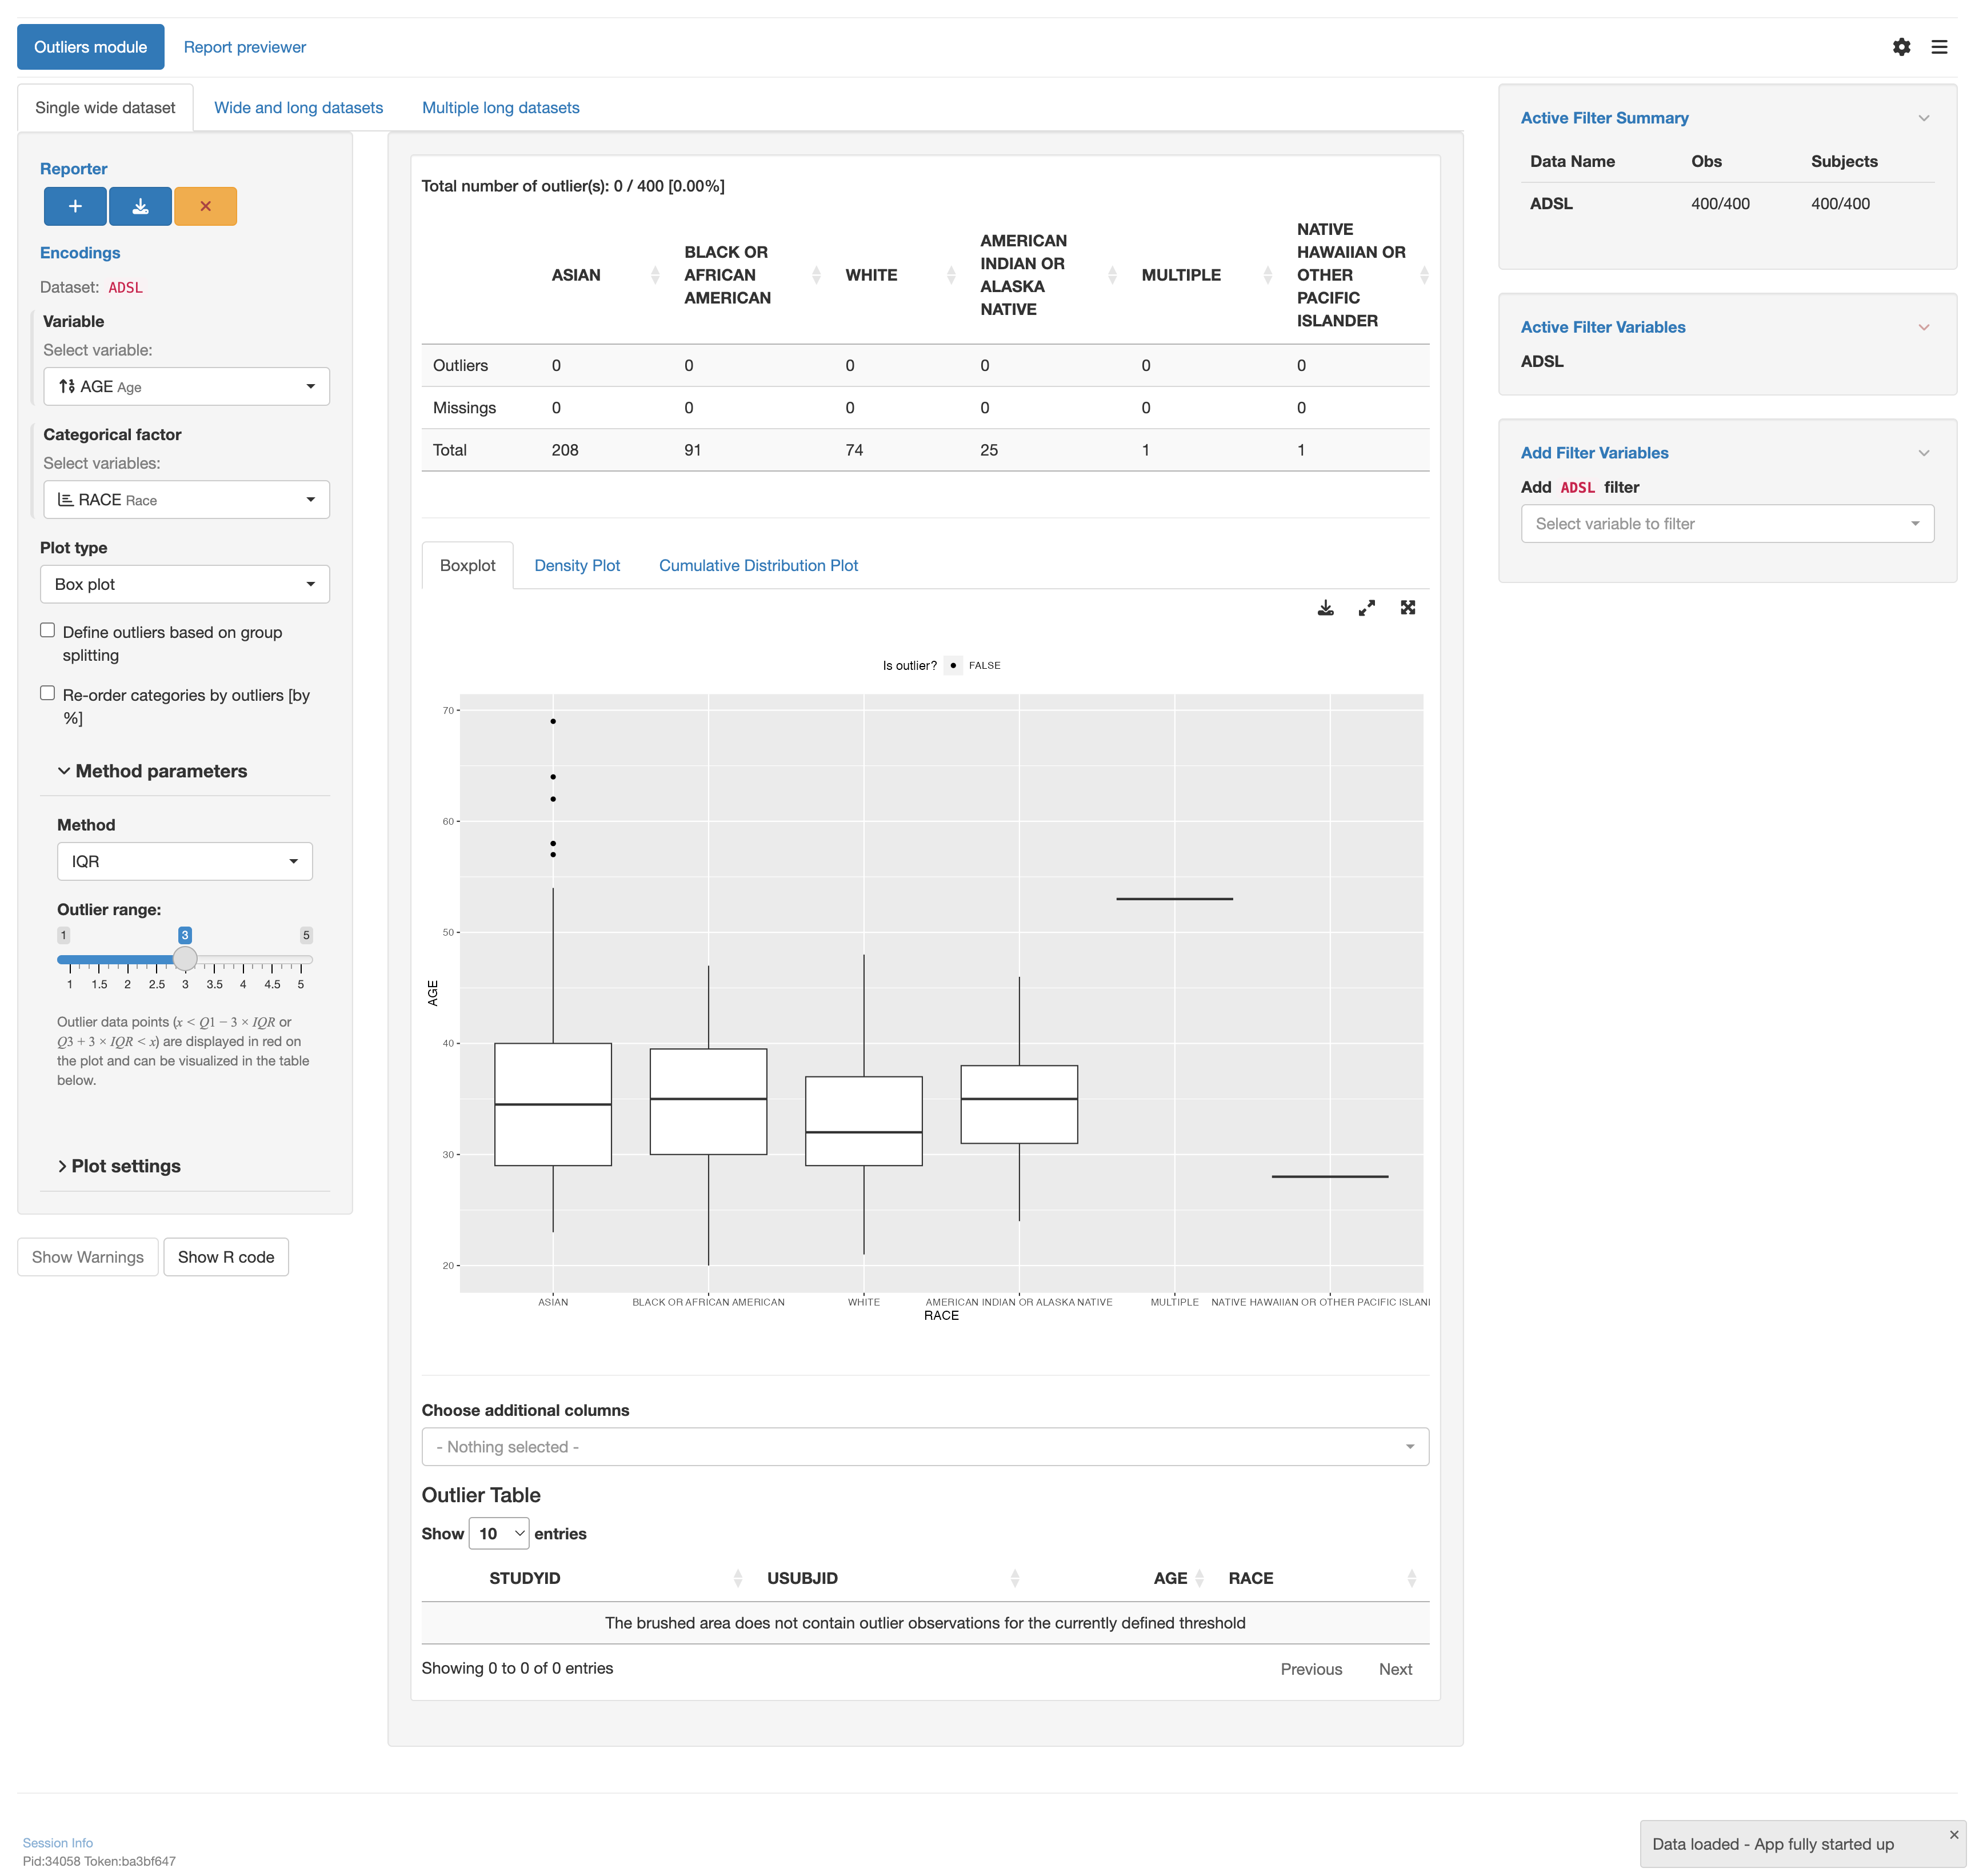 Outliers module
Report previewer
Single wide dataset
Wide and long datasets
Multiple long datasets
Reporter
Encodings
Dataset: ADSL
Variable
Select variable:
AGE Age
Categorical factor
Select variables:
RACE Race
Plot type
Box plot
Define outliers based on group
splitting
Re-order categories by outliers [by
%]
Method parameters
Method
IQR
Outlier range:
1 3 5
1 1.5 2 2.5 3 3.5 4 4.5 5
Outlier data points (x < Q1 − 3 × IQR or
Q3 + 3 × IQR < x) are displayed in red on
the plot and can be visualized in the table
below.
Plot settings
Show Warnings
Show R code
Total number of outlier(s): 0 / 400 [0.00%]
ASIAN
BLACK OR
AFRICAN
AMERICAN
WHITE
AMERICAN
INDIAN OR
ALASKA
NATIVE
MULTIPLE
NATIVE
HAWAIIAN OR
OTHER
PACIFIC
ISLANDER
Outliers 0 0 0 0 0 0
Missings 0 0 0 0 0 0
Total 208 91 74 25 1 1
Boxplot
Density Plot
Cumulative Distribution Plot
Is outlier? FALSE
70
60
50
40
30
20
AGE
ASIAN
BLACK OR AFRICAN AMERICAN
WHITE
AMERICAN INDIAN OR ALASKA NATIVE
MULTIPLE
NATIVE HAWAIIAN OR OTHER PACIFIC ISLANI
RACE
Choose additional columns
- Nothing selected -
Outlier Table
Show 10 entries
STUDYID USUBJID AGE RACE
The brushed area does not contain outlier observations for the currently defined threshold
Showing 0 to 0 of 0 entries
Previous Next
Active Filter Summary
Data Name Obs Subjects
ADSL 400/400 400/400
Active Filter Variables
ADSL
Add Filter Variables
Add ADSL filter
Select variable to filter
Session Info
Pid:34058 Token:ba3bf647
Data loaded - App fully started up